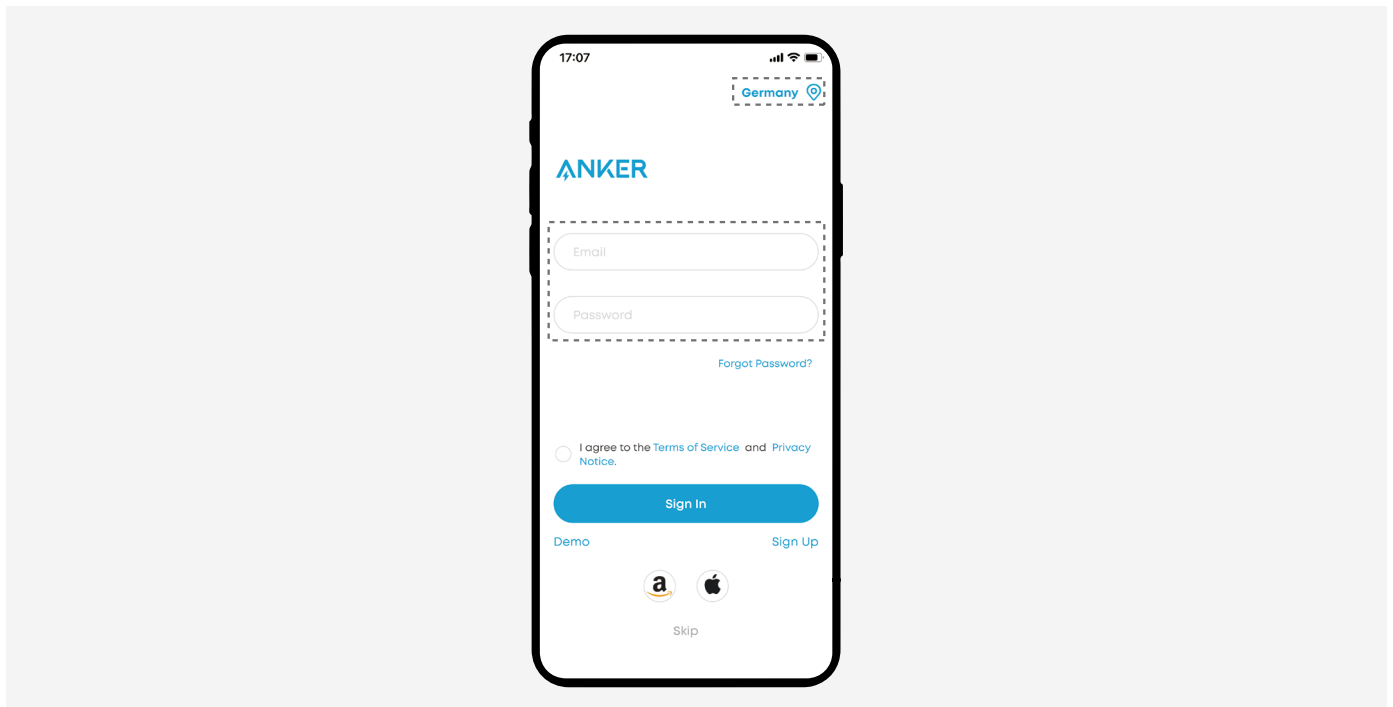 17:07
Germany
ANKER
Email
Password
Forgot Password?
I agree to the Terms of Service and Privacy
Notice.
Sign In
Demo
Sign Up
a
Skip